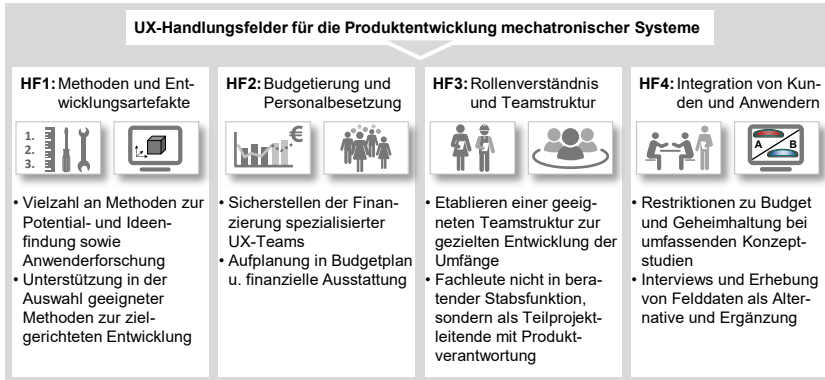 UX-Handlungsfelder für die Produktentwicklung mechatronischer Systeme
HF1: Methoden und Ent-
wicklungsartefakte
1.
2.
3.
• Vielzahl an Methoden zur
Potential- und Ideen-
findung sowie
Anwenderforschung
• Unterstützung in der
Auswahl geeigneter
Methoden zur ziel-
gerichteten Entwicklung
HF2: Budgetierung und
Personalbesetzung
€
• Sicherstellen der Finan-
zierung spezialisierter
UX-Teams
• Aufplanung in Budgetplan
u. finanzielle Ausstattung
HF3: Rollenverständnis
und Teamstruktur
• Etablieren einer geeig-
neten Teamstruktur zur
gezielten Entwicklung der
Umfänge
• Fachleute nicht in bera-
tender Stabsfunktion,
sondern als Teilprojekt-
leitende mit Produkt-
verantwortung
HF4: Integration von Kun-
den und Anwendern
A B
• Restriktionen zu Budget
und Geheimhaltung bei
umfassenden Konzept-
studien
• Interviews und Erhebung
von Felddaten als Alter-
native und Ergänzung